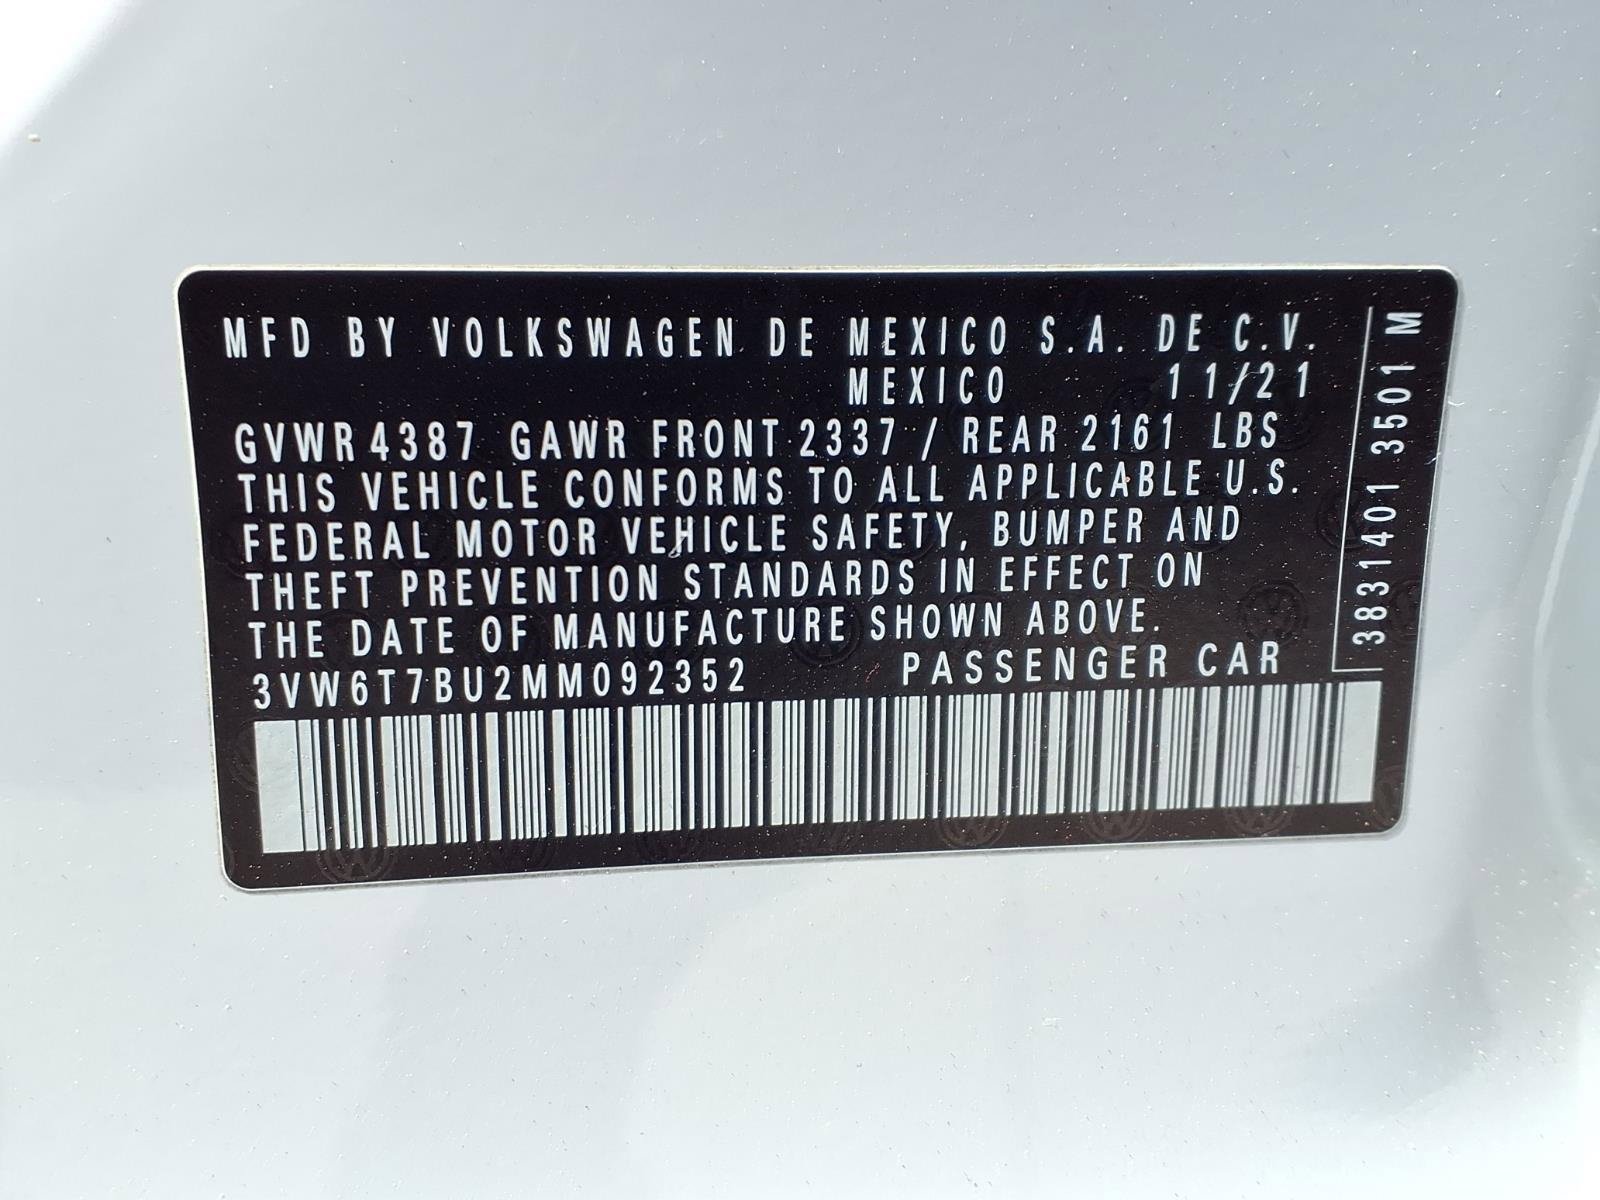 MFD BY VOLKSWAGEN DE MEXICO S.A. DE C.V.
MEXICO 11/21
GVWR 4387 GAWR FRONT 2337 / REAR 2161 LBS
THIS VEHICLE CONFORMS TO ALL APPLICABLE U.S.
FEDERAL MOTOR VEHICLE SAFETY, BUMPER AND
THEFT PREVENTION STANDARDS IN EFFECT ON
THE DATE OF MANUFACTURE SHOWN ABOVE.
3VW6T7BU2MM092352 PASSENGER CAR
3831401 3501 M